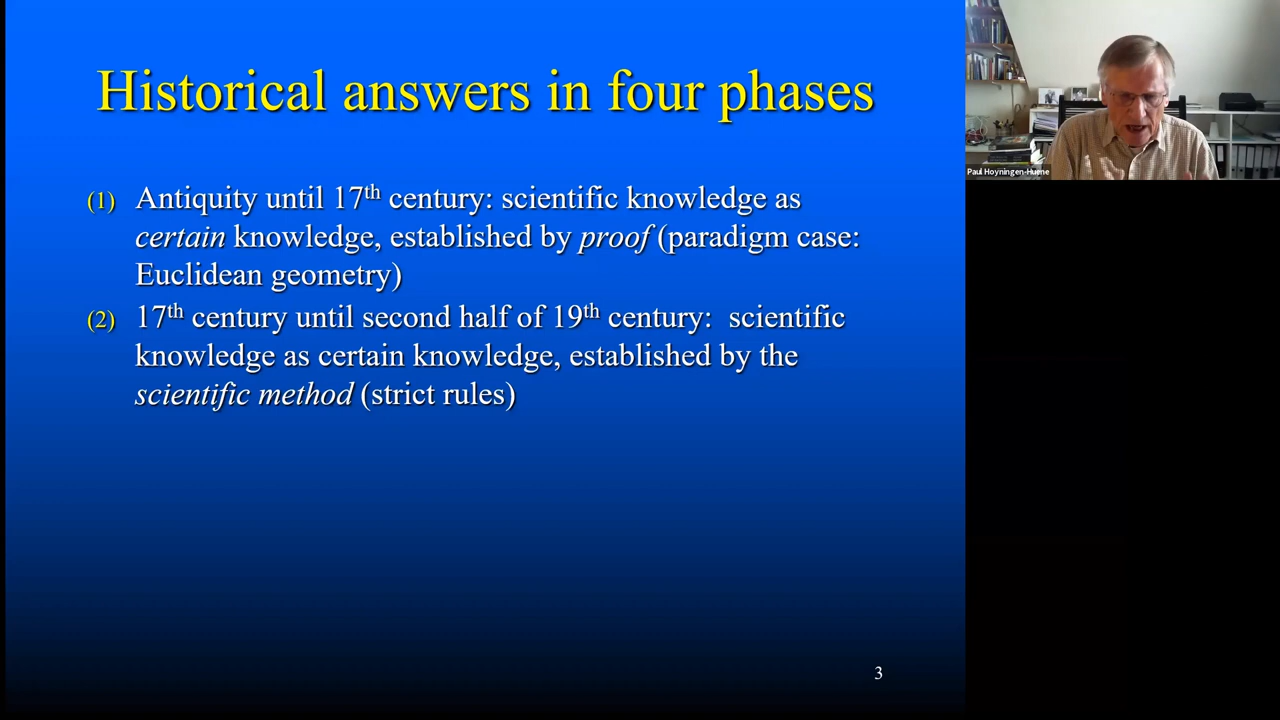 Historical answers in four phases
Paul Hoyningen-Huene
(1) Antiquity until 17th century: scientific knowledge as
certain knowledge, established by proof (paradigm case:
Euclidean geometry)
(2) 17th century until second half of 19th century: scientific
knowledge as certain knowledge, established by the
scientific method (strict rules)
3